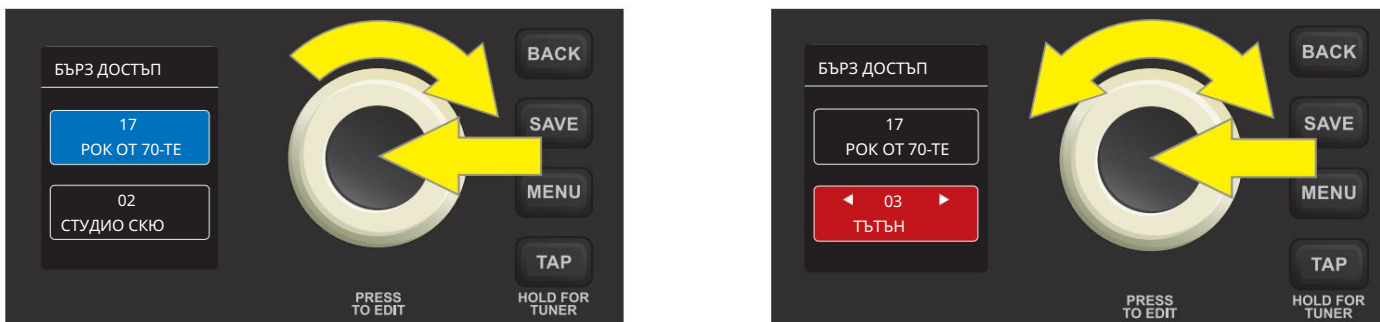 БЪРЗ ДОСТЪП
17
РОК ОТ 70-ТЕ
02
СТУДИО СКЮ
BACK
SAVE
MENU
TAP
PRESS
TO EDIT
HOLD FOR
TUNER
БЪРЗ ДОСТЪП
17
РОК ОТ 70-ТЕ
03
ТЪТЪН
BACK
SAVE
MENU
TAP
PRESS
TO EDIT
HOLD FOR
TUNER